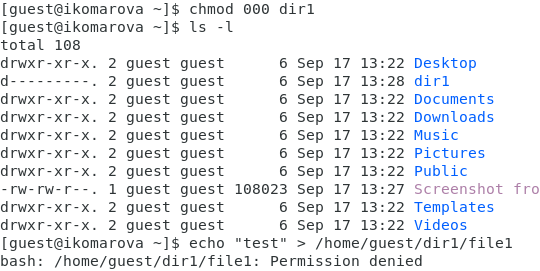 [guest@ikomarova ~]$ chmod 000 dir1
[guest@ikomarova ~]$ ls -l
total 108
drwxr-xr-x. 2 guest guest      6 Sep 17 13:22 Desktop
d---------. 2 guest guest      6 Sep 17 13:28 dir1
drwxr-xr-x. 2 guest guest      6 Sep 17 13:22 Documents
drwxr-xr-x. 2 guest guest      6 Sep 17 13:22 Downloads
drwxr-xr-x. 2 guest guest      6 Sep 17 13:22 Music
drwxr-xr-x. 2 guest guest      6 Sep 17 13:22 Pictures
drwxr-xr-x. 2 guest guest      6 Sep 17 13:22 Public
-rw-rw-r--. 1 guest guest 108023 Sep 17 13:27 Screenshot fro
drwxr-xr-x. 2 guest guest      6 Sep 17 13:22 Templates
drwxr-xr-x. 2 guest guest      6 Sep 17 13:22 Videos
[guest@ikomarova ~]$ echo "test" > /home/guest/dir1/file1
bash: /home/guest/dir1/file1: Permission denied